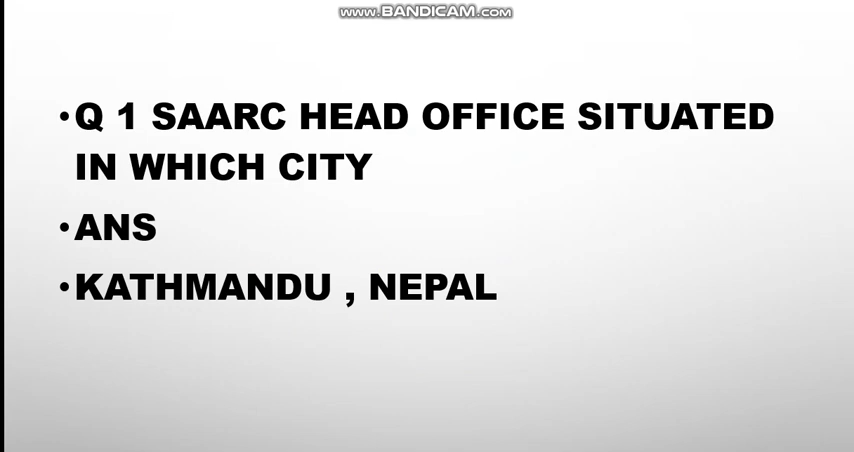 www.BANDICAM.com
•Q 1 SAARC HEAD OFFICE SITUATED
IN WHICH CITY
•ANS
•KATHMANDU , NEPAL